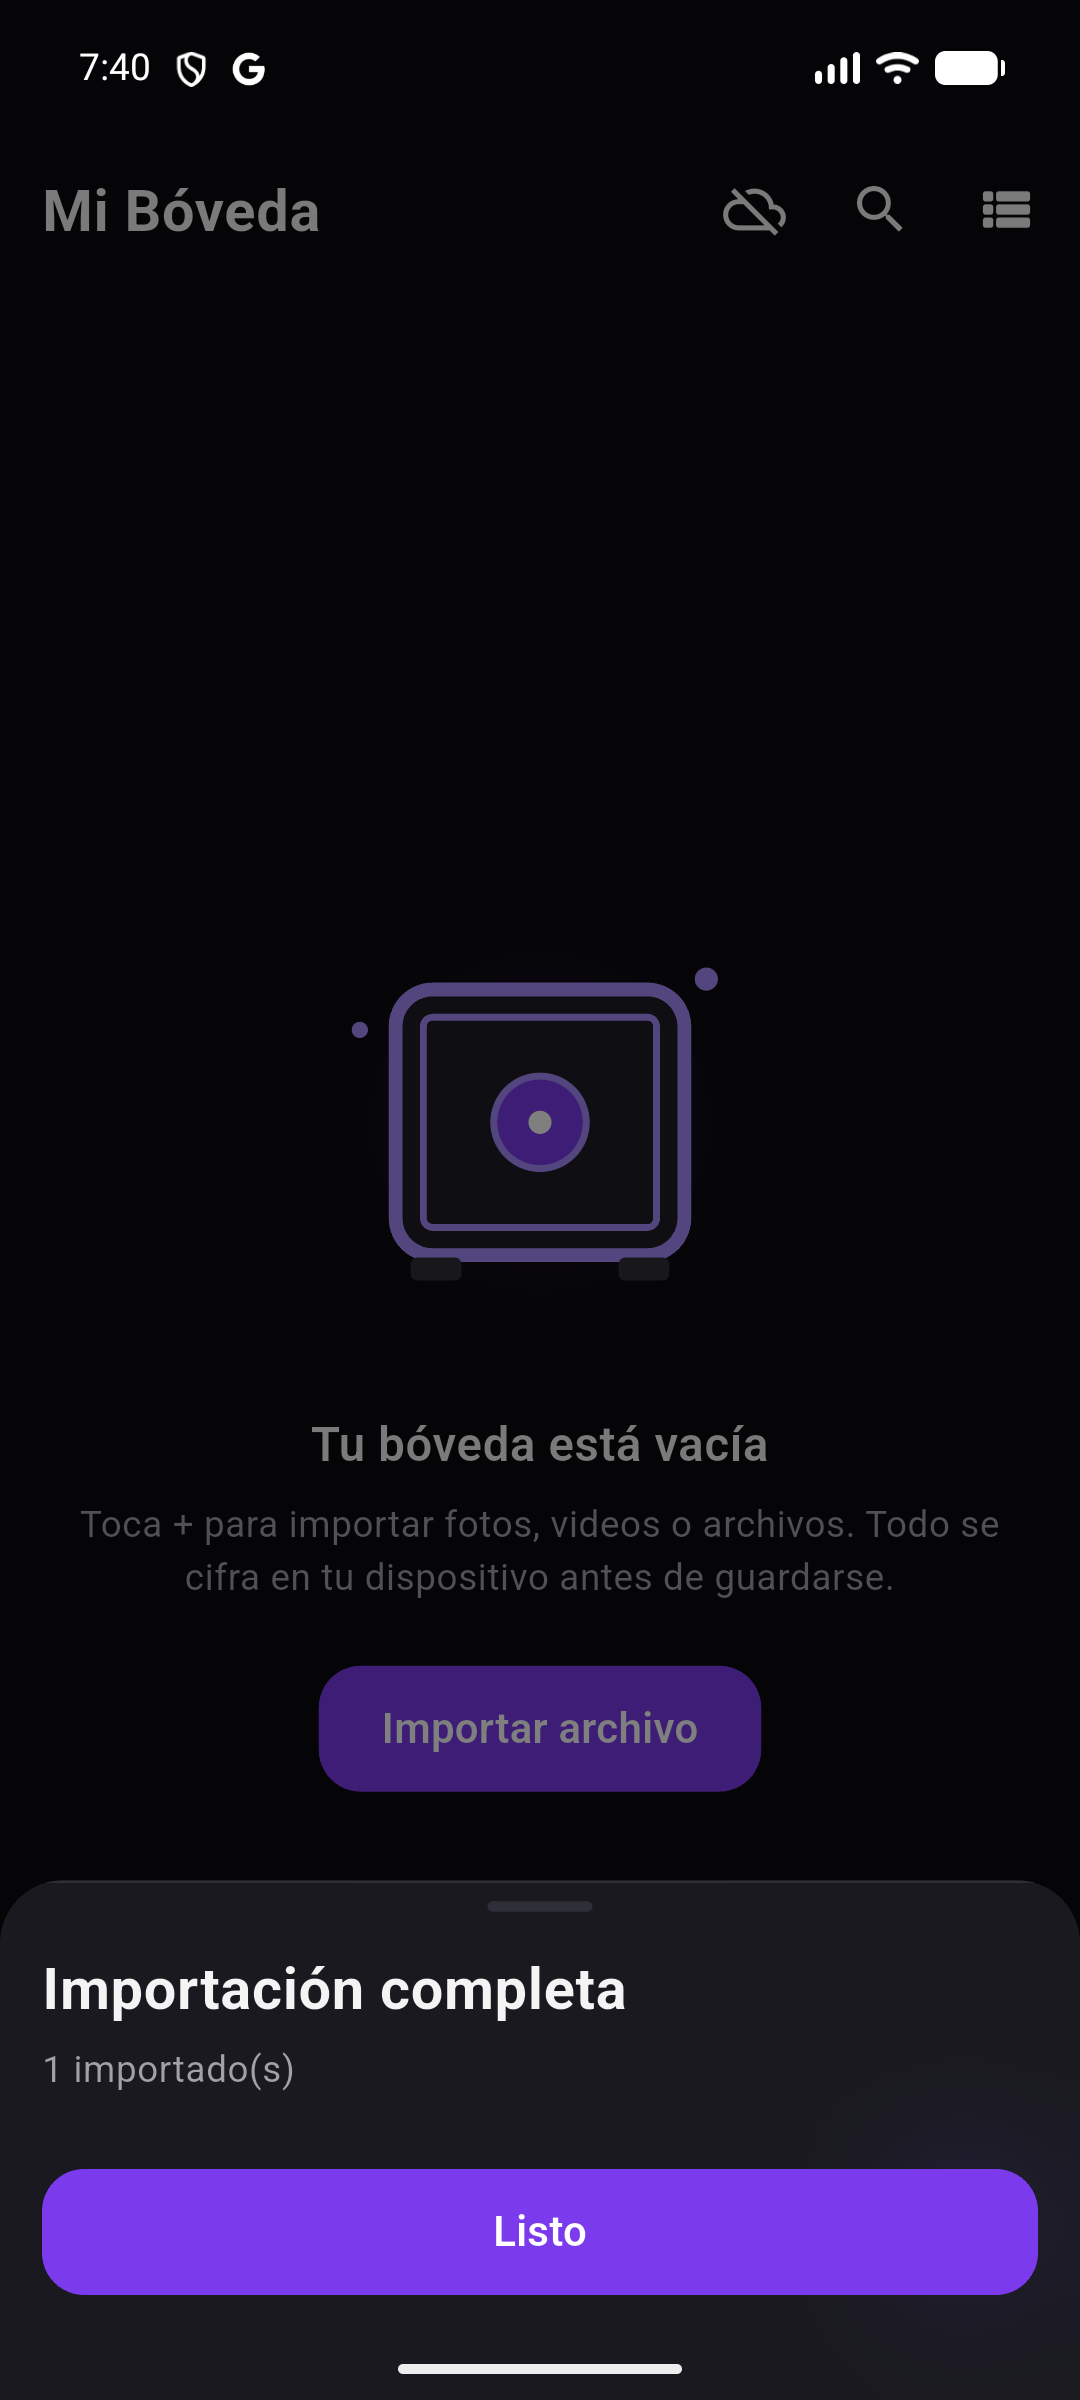 7:40
Mi Bóveda
Tu bóveda está vacía
Toca + para importar fotos, videos o archivos. Todo se
cifra en tu dispositivo antes de guardarse.
Importar archivo
Importación completa
1 importado(s)
Listo